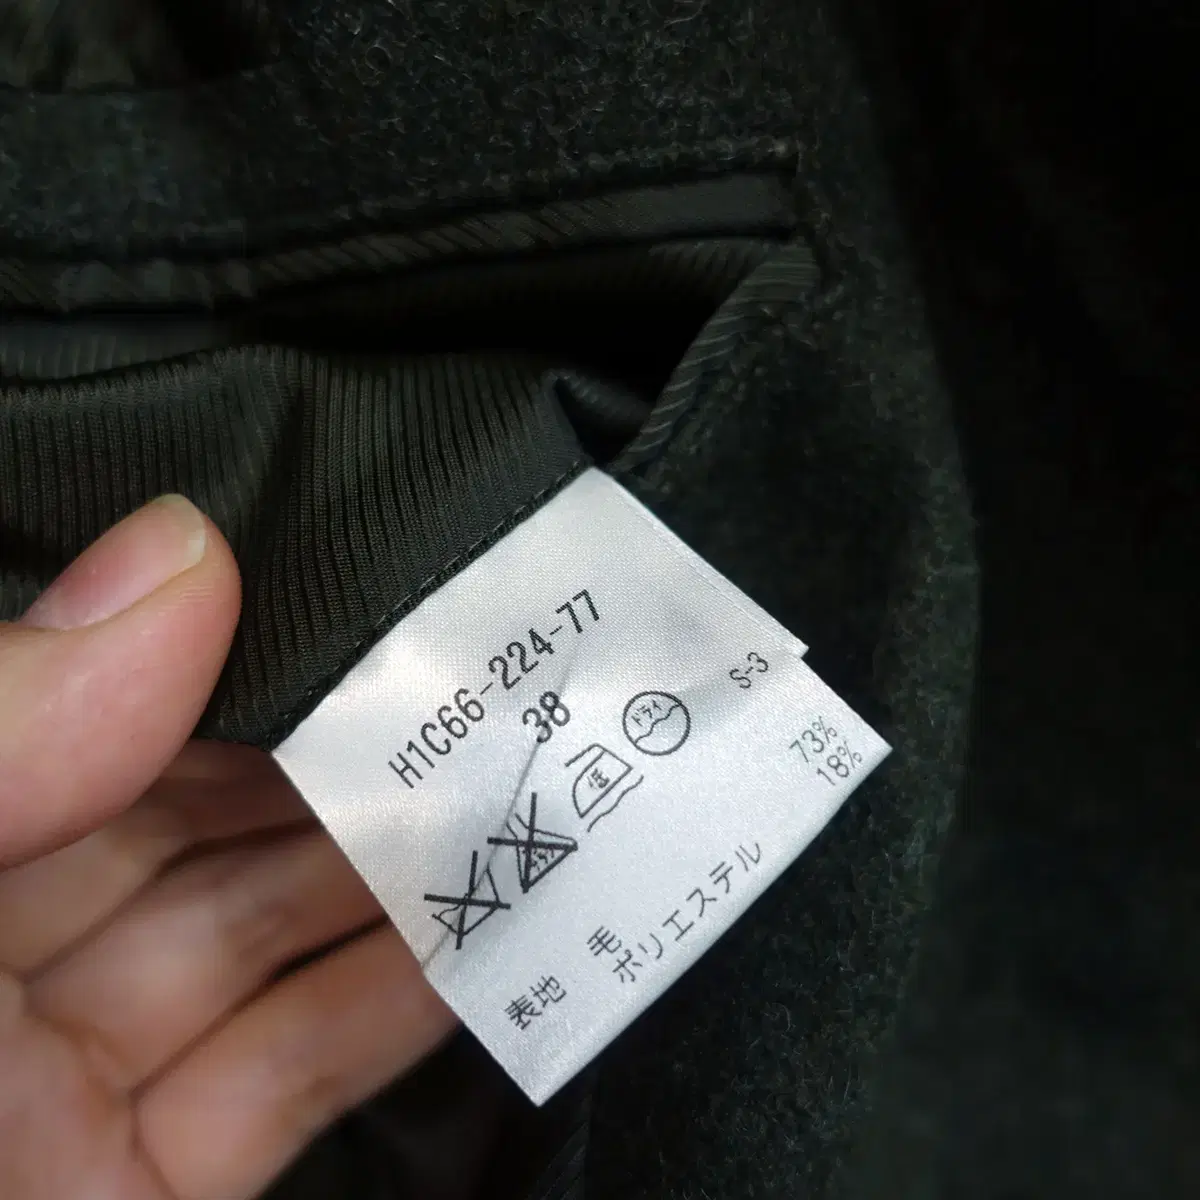 H1C66-224-77
38
ドライ
低
S-3
表地 毛 73%
ポリエステル 18%